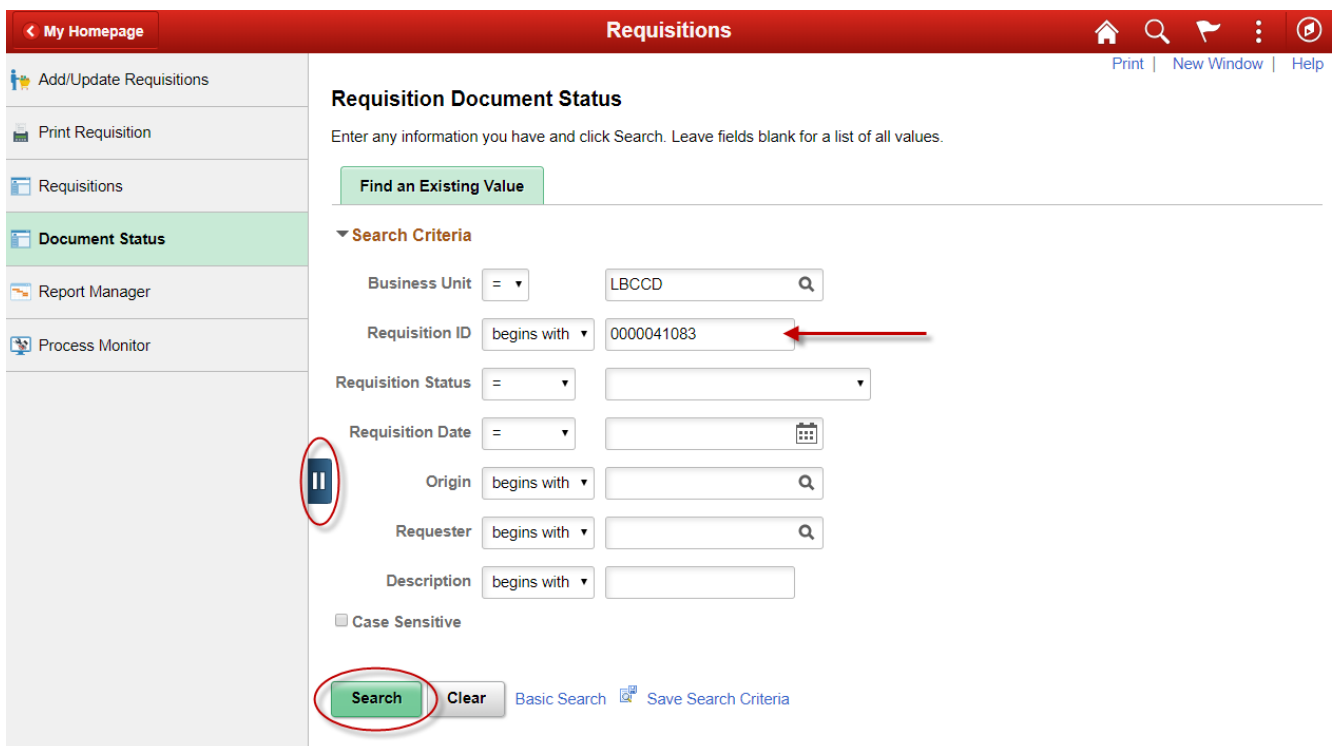 My Homepage
Requisitions
Print | New Window | Help
Add/Update Requisitions
Print Requisition
Requisitions
Document Status
Report Manager
Process Monitor
Requisition Document Status
Enter any information you have and click Search. Leave fields blank for a list of all values.
Find an Existing Value
Search Criteria
Business Unit = LBCCD
Requisition ID begins with 0000041083
Requisition Status =
Requisition Date =
Origin begins with
Requester begins with
Description begins with
Case Sensitive
Search Clear Basic Search Save Search Criteria